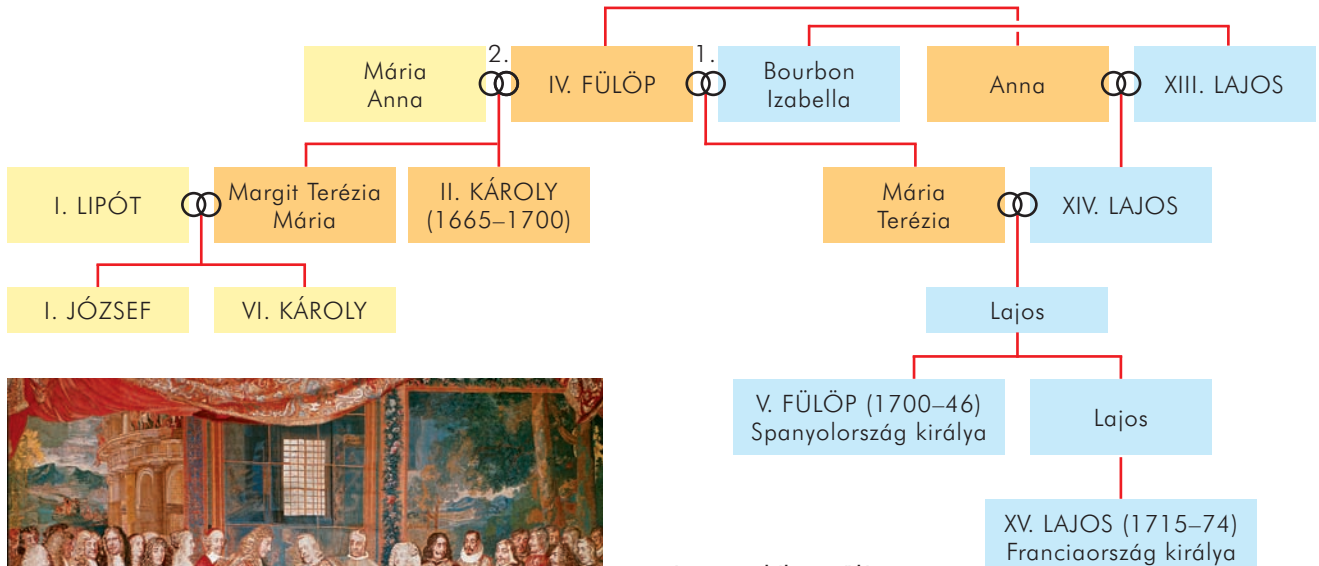 2.
1.
Mária
Anna
IV. FÜLÖP
Bourbon
Izabella
Anna
XIII. LAJOS
I. LIPÓT
Margit Terézia
Mária
II. KÁROLY
(1665–1700)
Mária
Terézia
XIV. LAJOS
I. JÓZSEF
VI. KÁROLY
Lajos
V. FÜLÖP (1700–46)
Spanyolország királya
Lajos
XV. LAJOS (1715–74)
Franciaország királya